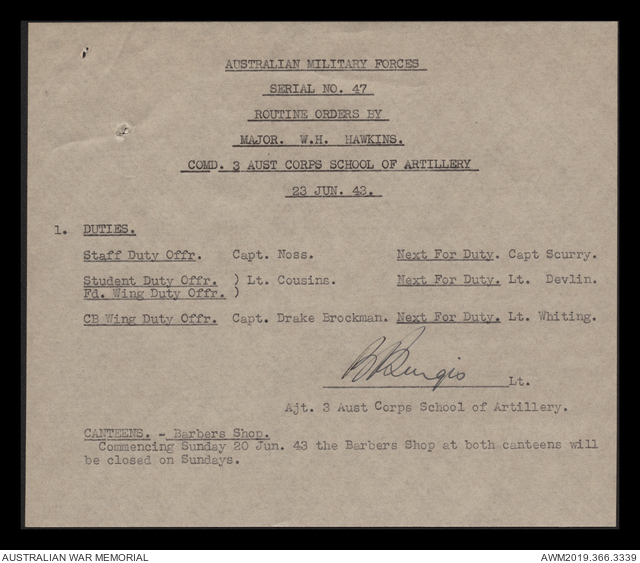 AUSTRALIAN MILITARY FORCES
SERIAL NO. 47
ROUTINE ORDERS BY
MAJOR. W.H. HAWKINS.
COMD. 3 AUST CORPS SCHOOL OF ARTILLERY
23 JUN. 43.
1. DUTIES.
Staff Duty Offr. Capt. Noss. Next For Duty. Capt Scurry.
Student Duty Offr. ) Lt. Cousins. Next For Duty. Lt. Devlin.
Fd. Wing Duty Offr. )
CB Wing Duty Offr. Capt. Drake Brockman. Next For Duty. Lt. Whiting.
Lt.
Ajt. 3 Aust Corps School of Artillery.
CANTEENS. - Barbers Shop.
Commencing Sunday 20 Jun. 43 the Barbers Shop at both canteens will
be closed on Sundays.
AUSTRALIAN WAR MEMORIAL AWM2019.366.3339